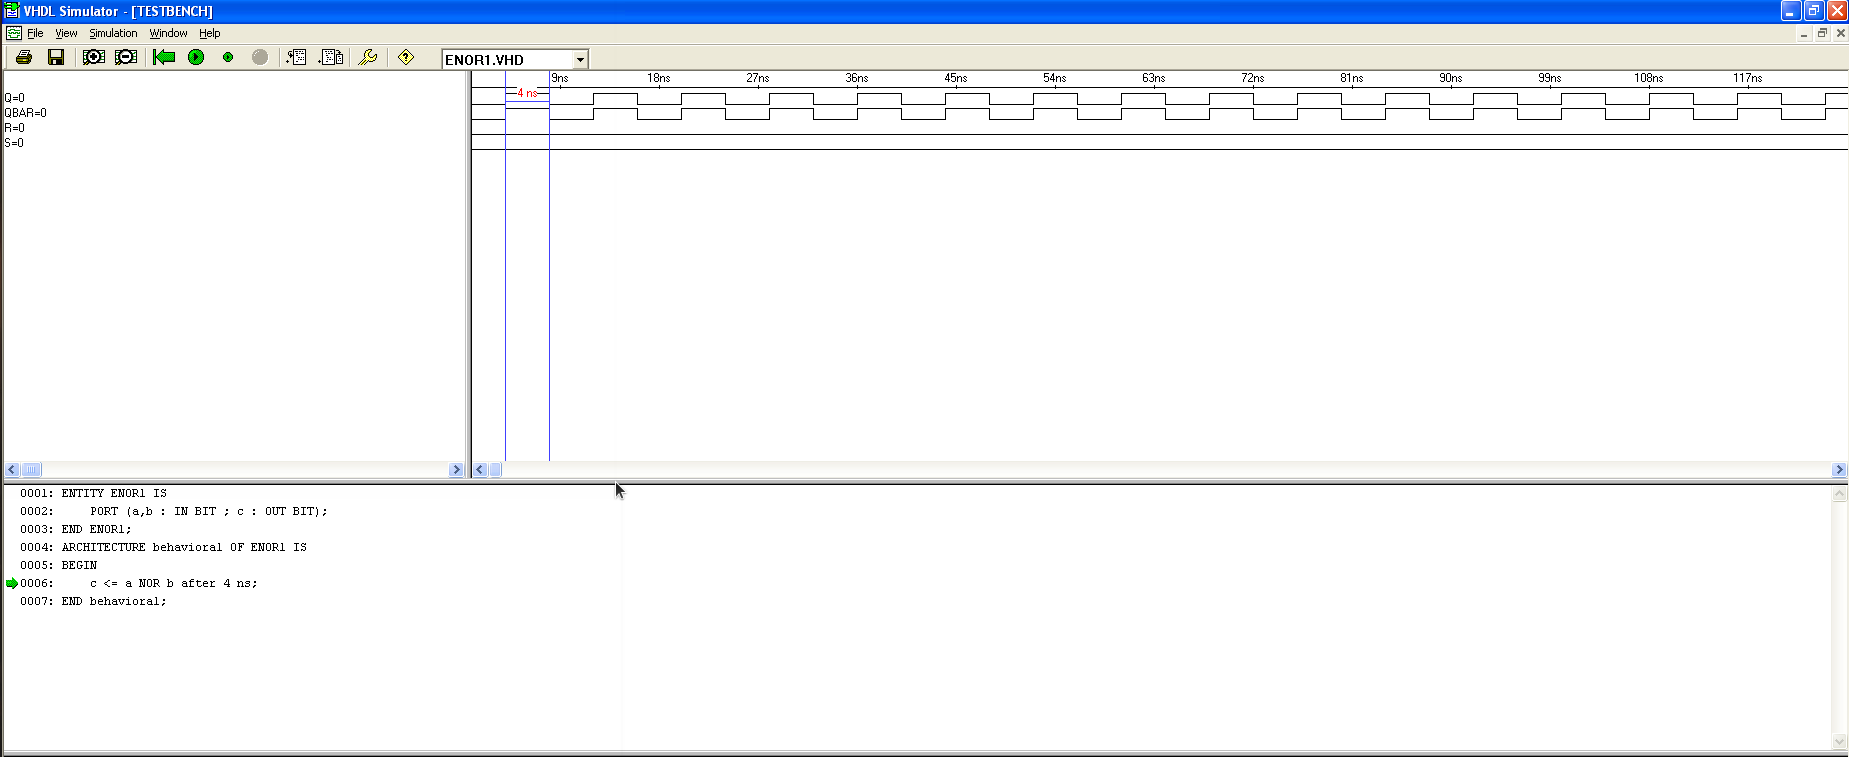 VHDL Simulator - [TESTBENCH]
File View Simulation Window Help
ENOR1.VHD
9ns 18ns 27ns 36ns 45ns 54ns 63ns 72ns 81ns 90ns 99ns 108ns 117ns
Q=0
4 ns
QBAR=0
R=0
S=0
0001: ENTITY ENOR1 IS
0002: PORT (a,b : IN BIT ; c : OUT BIT);
0003: END ENOR1;
0004: ARCHITECTURE behavioral OF ENOR1 IS
0005: BEGIN
0006: c <= a NOR b after 4 ns;
0007: END behavioral;